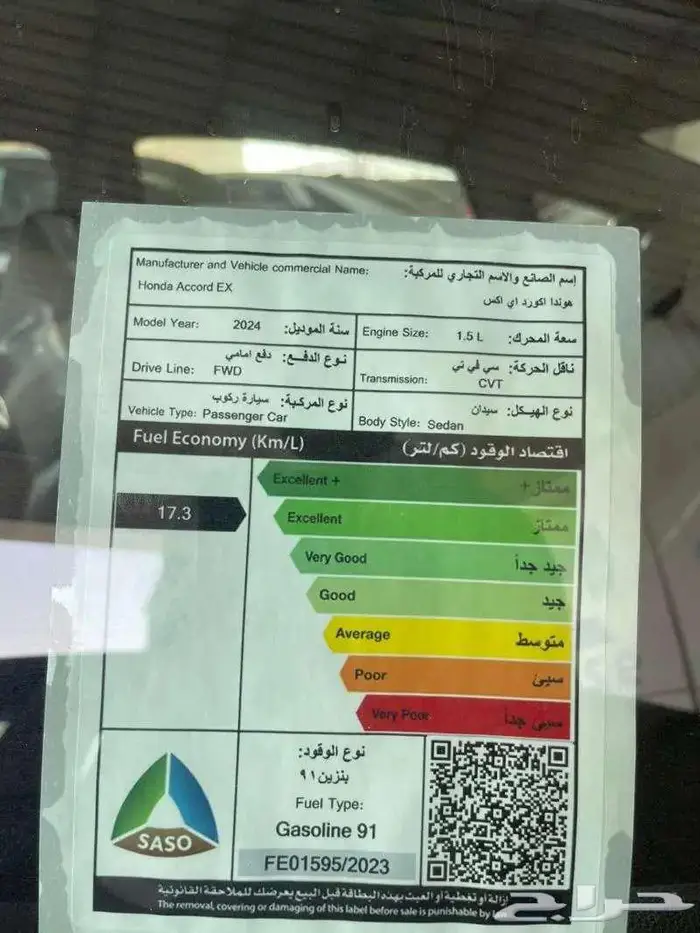 Manufacturer and Vehicle commercial Name: إسم الصانع والاسم التجاري للمركبة:
Honda Accord EX هوندا اكورد اي اكس
Model Year: 2024 سنة الموديل:
Engine Size: 1.5 L سعة المحرك:
نوع الدفع: دفع امامي
Drive Line: FWD
ناقل الحركة: سي في تي
Transmission: CVT
نوع المركبة: سيارة ركوب
Vehicle Type: Passenger Car
نوع الهيكل: سيدان
Body Style: Sedan
Fuel Economy (Km/L) اقتصاد الوقود (كم/لتر)
17.3
Excellent + ممتاز+
Excellent ممتاز
Very Good جيد جداً
Good جيد
Average متوسط
Poor سيئ
Very Poor سيئ جداً
SASO
نوع الوقود:
بنزين ٩١
Fuel Type:
Gasoline 91
FE01595/2023
إزالة أو تغطية أو العبث بهذه البطاقة قبل البيع يعرضك للملاحقة القانونية
The removal, covering or damaging of this label before sale is punishable by
حراج